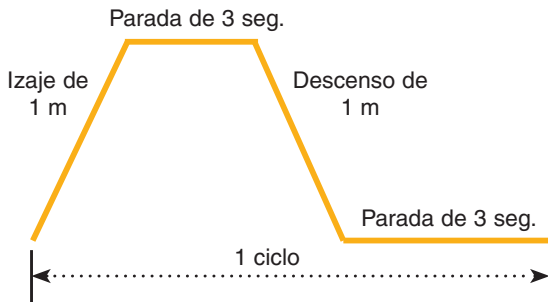 Parada de 3 seg.
Izaje de
1 m
Descenso de
1 m
Parada de 3 seg.
1 ciclo